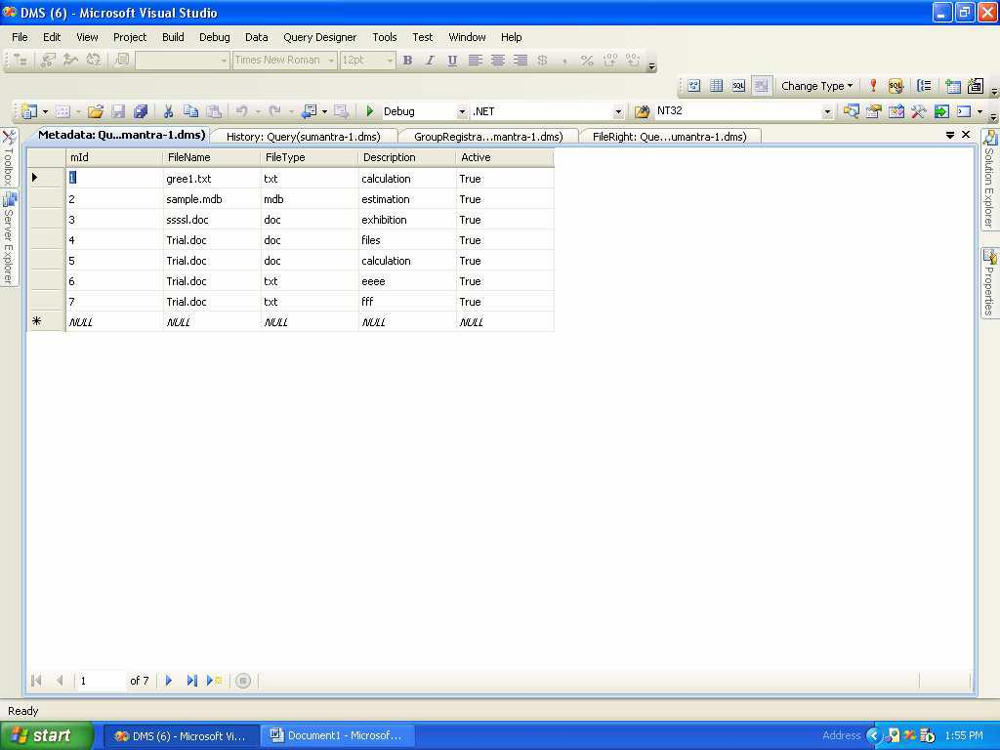 DMS (6) - Microsoft Visual Studio
File Edit View Project Build Debug Data Query Designer Tools Test Window Help
Times New Roman 12pt B I U $ , %
SQL Change Type SQL
Debug .NET NT32
Metadata: Qu...mantra-1.dms) History: Query(sumantra-1.dms) GroupRegistra...mantra-1.dms) FileRight: Que...umantra-1.dms)
Toolbox
Server Explorer
mId FileName FileType Description Active
1 gree1.txt txt calculation True
2 sample.mdb mdb estimation True
3 ssssl.doc doc exhibition True
4 Trial.doc doc files True
5 Trial.doc doc calculation True
6 Trial.doc txt eeee True
7 Trial.doc txt fff True
NULL NULL NULL NULL NULL
Solution Explorer
Properties
1 of 7
Ready
start DMS (6) - Microsoft Vi... Document1 - Microsof... Address 1:55 PM